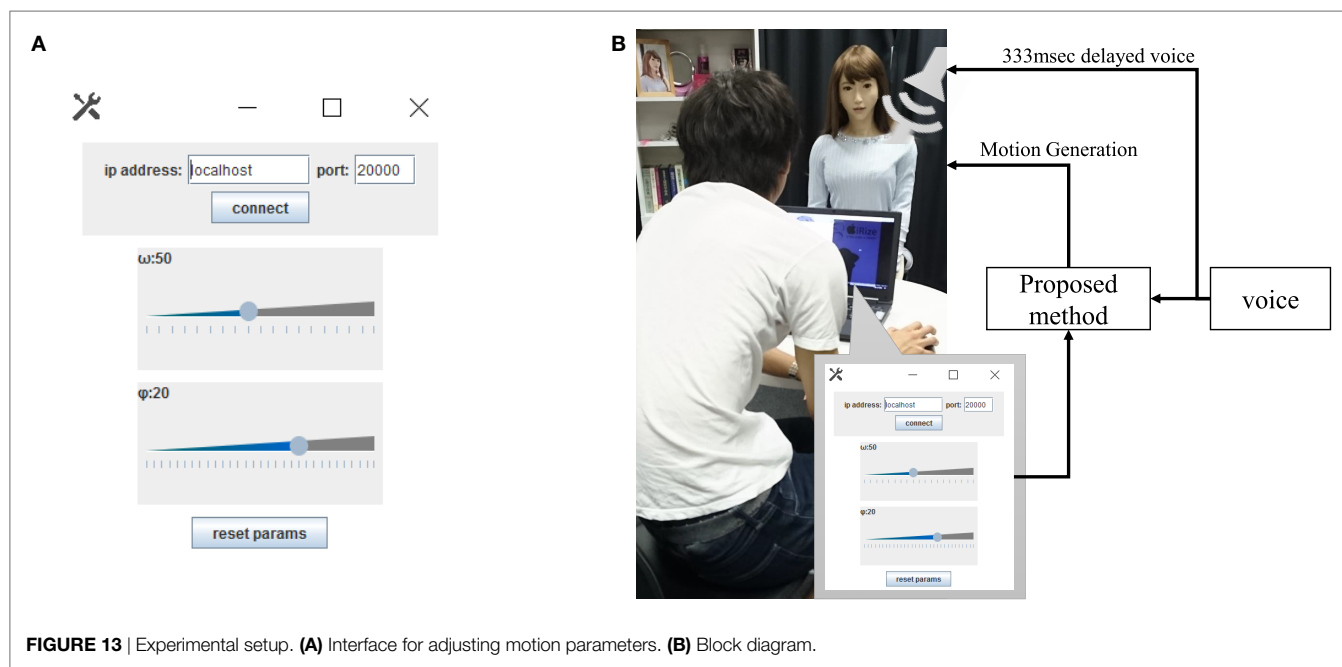 A
ip address: localhost port: 20000
connect
ω:50
φ:20
reset params
B
333msec delayed voice
Motion Generation
Proposed
method
voice
iRize
ip address: localhost port: 20000
connect
ω:50
φ:20
reset params
FIGURE 13 | Experimental setup. (A) Interface for adjusting motion parameters. (B) Block diagram.